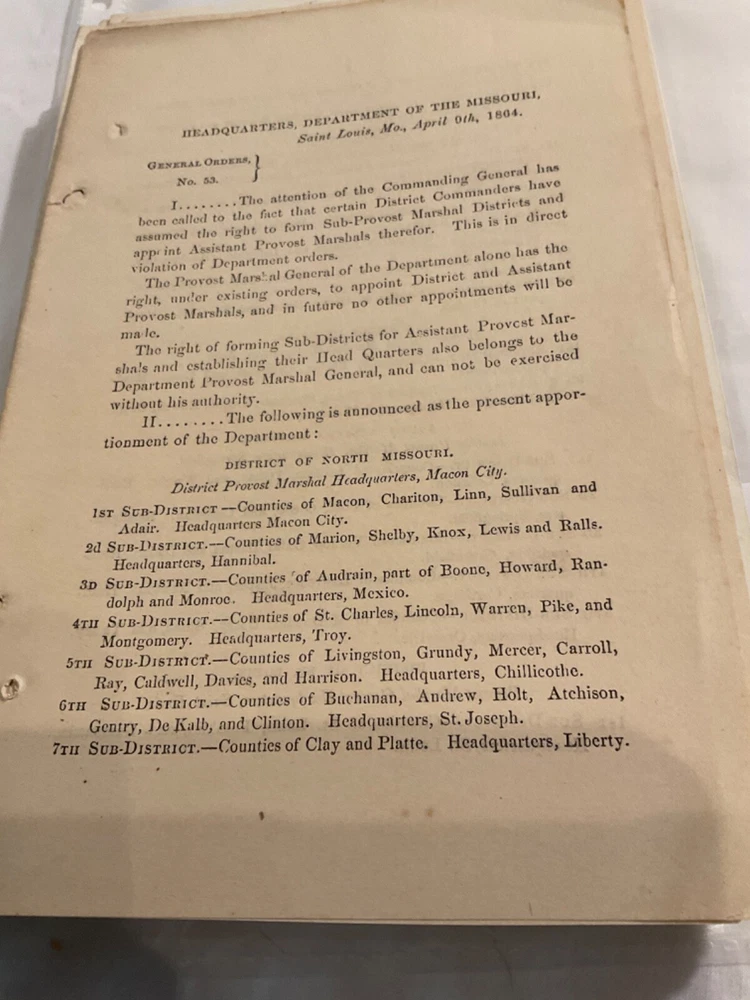 HEADQUARTERS, DEPARTMENT OF THE MISSOURI,
Saint Louis, Mo., April 9th, 1864.
GENERAL ORDERS, }
No. 53.
I........The attention of the Commanding General has
been called to the fact that certain District Commanders have
assumed the right to form Sub-Provost Marshal Districts and
app int Assistant Provost Marshals therefor. This is in direct
violation of Department orders.
The Provost Marshal General of the Department alone has the
right, under existing orders, to appoint District and Assistant
Provost Marshals, and in future no other appointments will be
made.
The right of forming Sub-Districts for Assistant Provost Mar-
shals and establishing their Head Quarters also belongs to the
Department Provost Marshal General, and can not be exercised
without his authority.
II........The following is announced as the present appor-
tionment of the Department:
DISTRICT OF NORTH MISSOURI.
District Provost Marshal Headquarters, Macon City.
1ST SUB-DISTRICT—Counties of Macon, Chariton, Linn, Sullivan and
Adair. Headquarters Macon City.
2d SUB-DISTRICT.—Counties of Marion, Shelby, Knox, Lewis and Ralls.
Headquarters, Hannibal.
3D SUB-DISTRICT.—Counties of Audrain, part of Boone, Howard, Ran-
dolph and Monroe. Headquarters, Mexico.
4TH SUB-DISTRICT.—Counties of St. Charles, Lincoln, Warren, Pike, and
Montgomery. Headquarters, Troy.
5TH SUB-DISTRICT.—Counties of Livingston, Grundy, Mercer, Carroll,
Ray, Caldwell, Davies, and Harrison. Headquarters, Chillicothe.
6TH SUB-DISTRICT.—Counties of Buchanan, Andrew, Holt, Atchison,
Gentry, De Kalb, and Clinton. Headquarters, St. Joseph.
7TH SUB-DISTRICT.—Counties of Clay and Platte. Headquarters, Liberty.